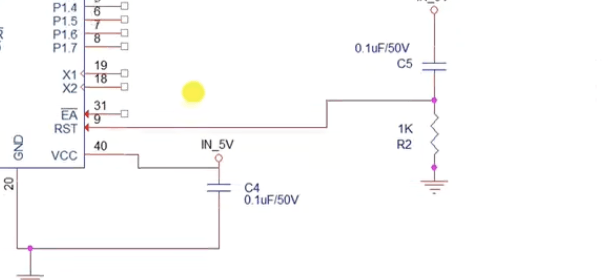 P1.4
6
P1.5
7
P1.6
8
P1.7
0.1uF/50V
C5
19
X1
18
X2
31
EA
9
RST
1K
R2
GND
40
VCC
IN_5V
20
C4
0.1uF/50V